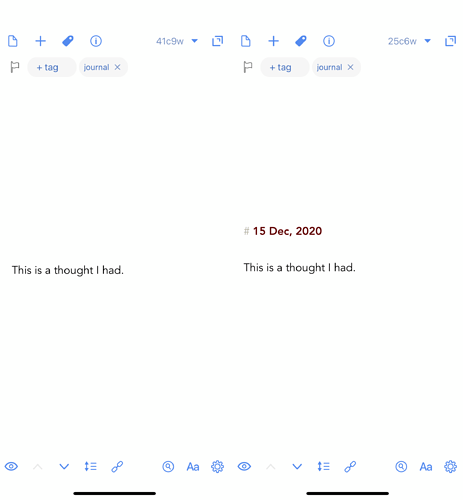 41c9w
+ tag
journal ×
This is a thought I had.
Aa
25c6w
+ tag
journal ×
# 15 Dec, 2020
This is a thought I had.
Aa